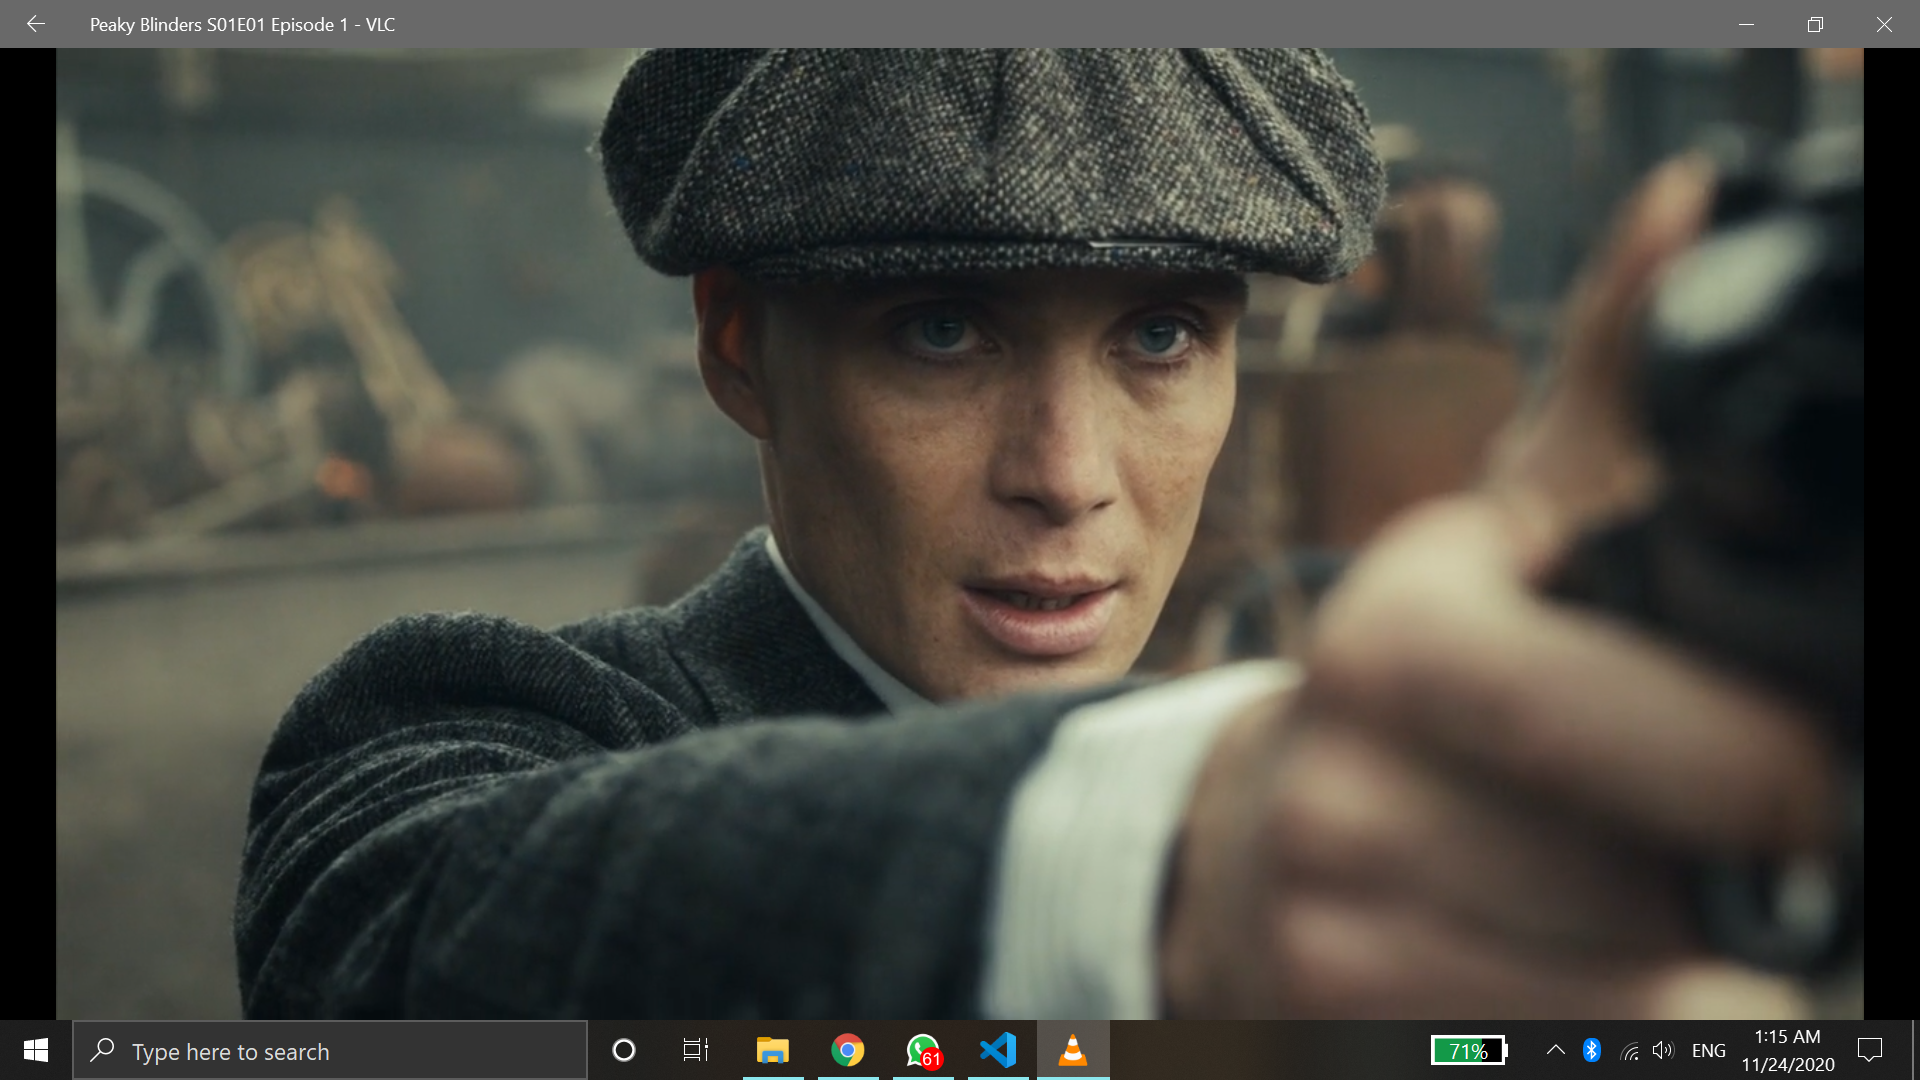 Peaky Blinders S01E01 Episode 1 - VLC
Type here to search
61
71%
ENG
1:15 AM
11/24/2020